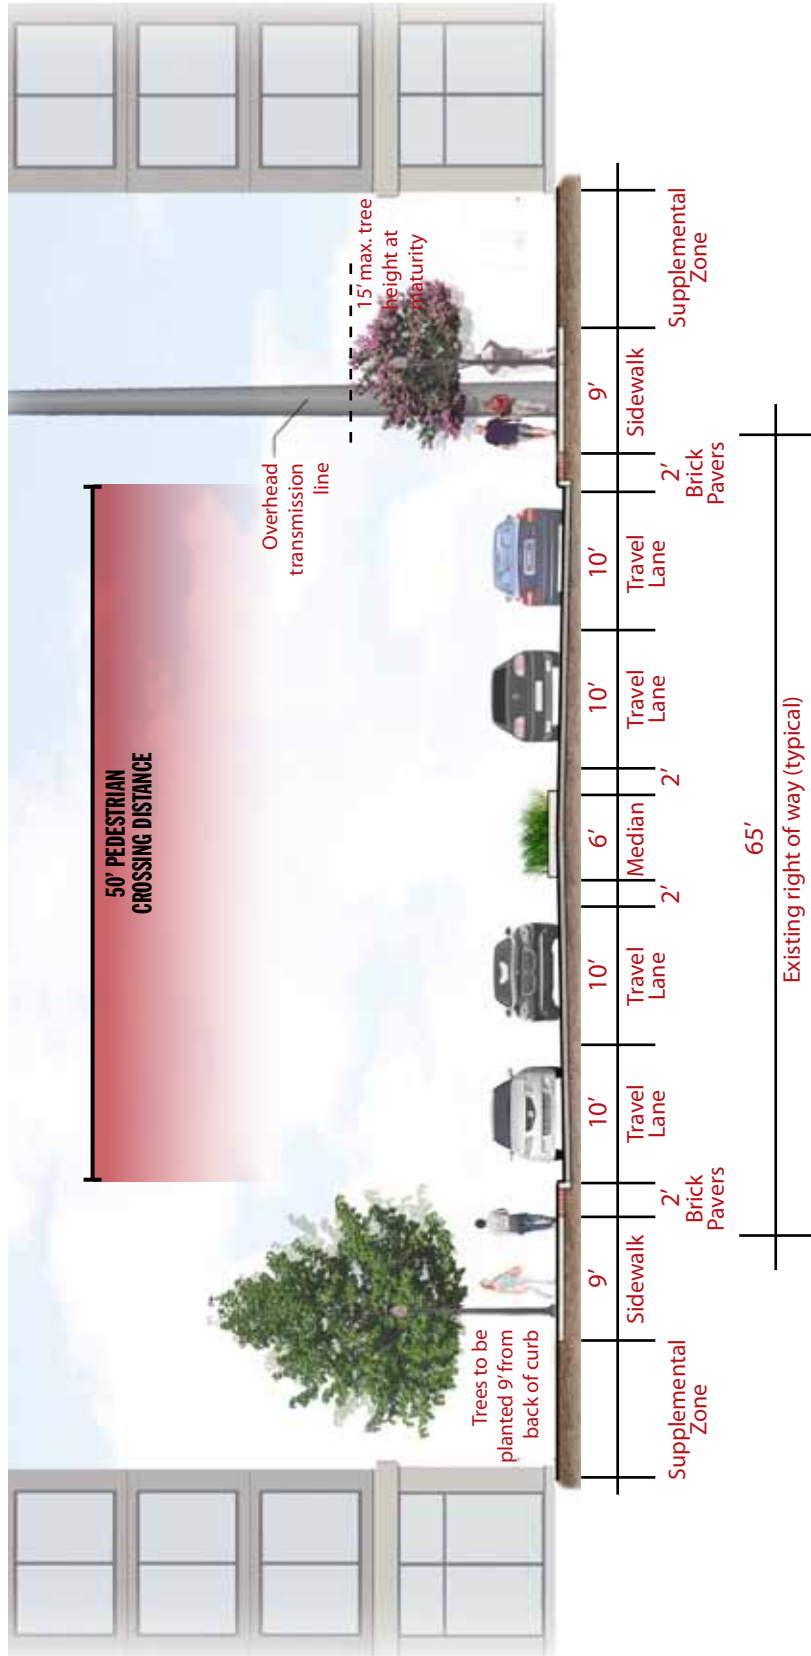 50′ PEDESTRIAN
CROSSING DISTANCE
Overhead
transmission
line
15′ max. tree
height at
maturity
Trees to be
planted 9′ from
back of curb
9′
2′
10′
10′
2′
6′
2′
10′
10′
2′
9′
Supplemental
Zone
Sidewalk
Brick
Pavers
Travel
Lane
Travel
Lane
Median
Travel
Lane
Travel
Lane
Brick
Pavers
Sidewalk
Supplemental
Zone
65′
Existing right of way (typical)